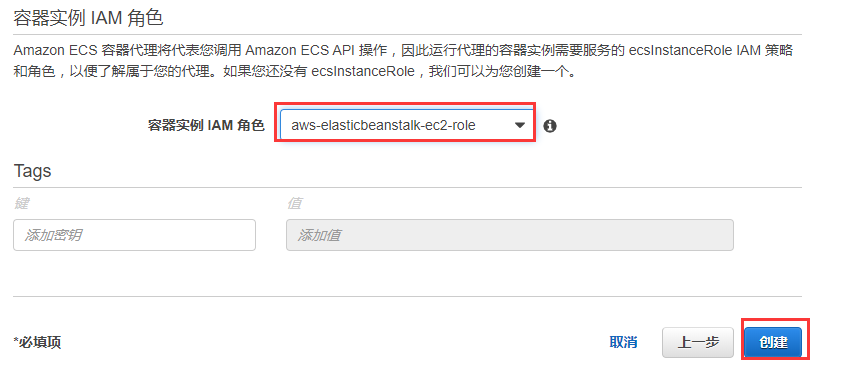 容器实例 IAM 角色
Amazon ECS 容器代理将代表您调用 Amazon ECS API 操作，因此运行代理的容器实例需要服务的 ecsInstanceRole IAM 策略
和角色，以便了解属于您的代理。如果您还没有 ecsInstanceRole，我们可以为您创建一个。
容器实例 IAM 角色 aws-elasticbeanstalk-ec2-role
Tags
键 值
添加密钥 添加值
*必填项 取消 上一步 创建